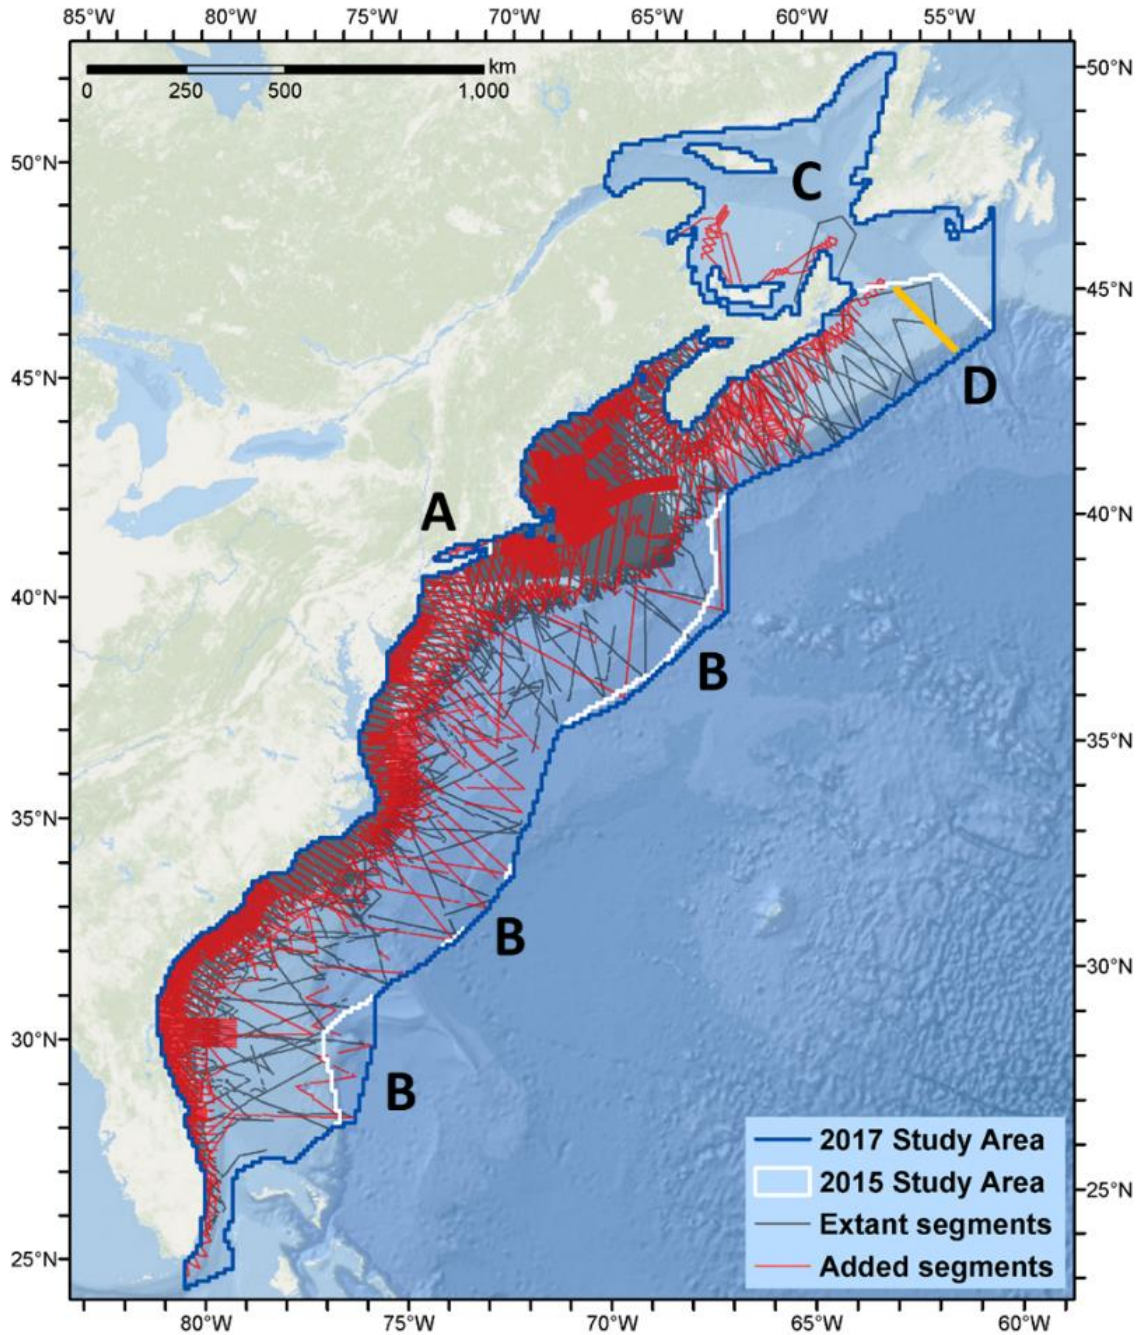 85°W 80°W 75°W 70°W 65°W 60°W 55°W
km
0 250 500 1,000
50°N
50°N
C
45°N
45°N
D
A
40°N
40°N
B
35°N
35°N
B
30°N
30°N
B
2017 Study Area
2015 Study Area
Extant segments
Added segments
25°N
25°N
80°W 75°W 70°W 65°W 60°W